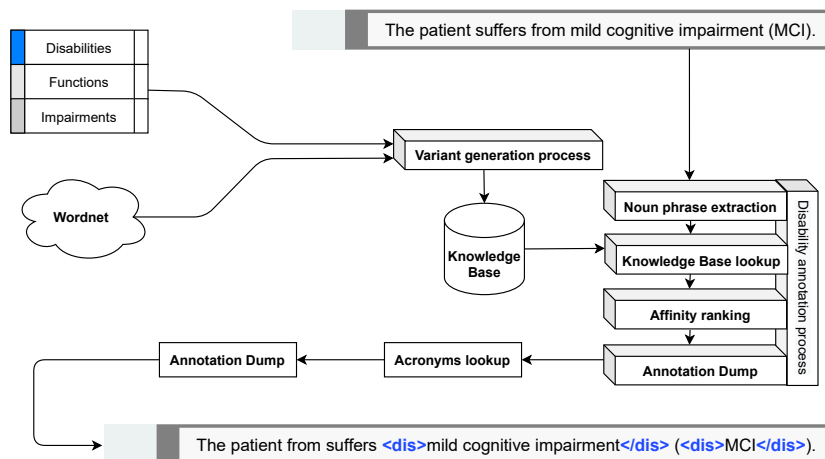 The patient suffers from mild cognitive impairment (MCI).
Disabilities
Functions
Impairments
Variant generation process
Wordnet
Knowledge
Base
Noun phrase extraction
Knowledge Base lookup
Affinity ranking
Annotation Dump
Disability annotation process
Acronyms lookup
Annotation Dump
The patient from suffers <dis>mild cognitive impairment</dis> (<dis>MCI</dis>).